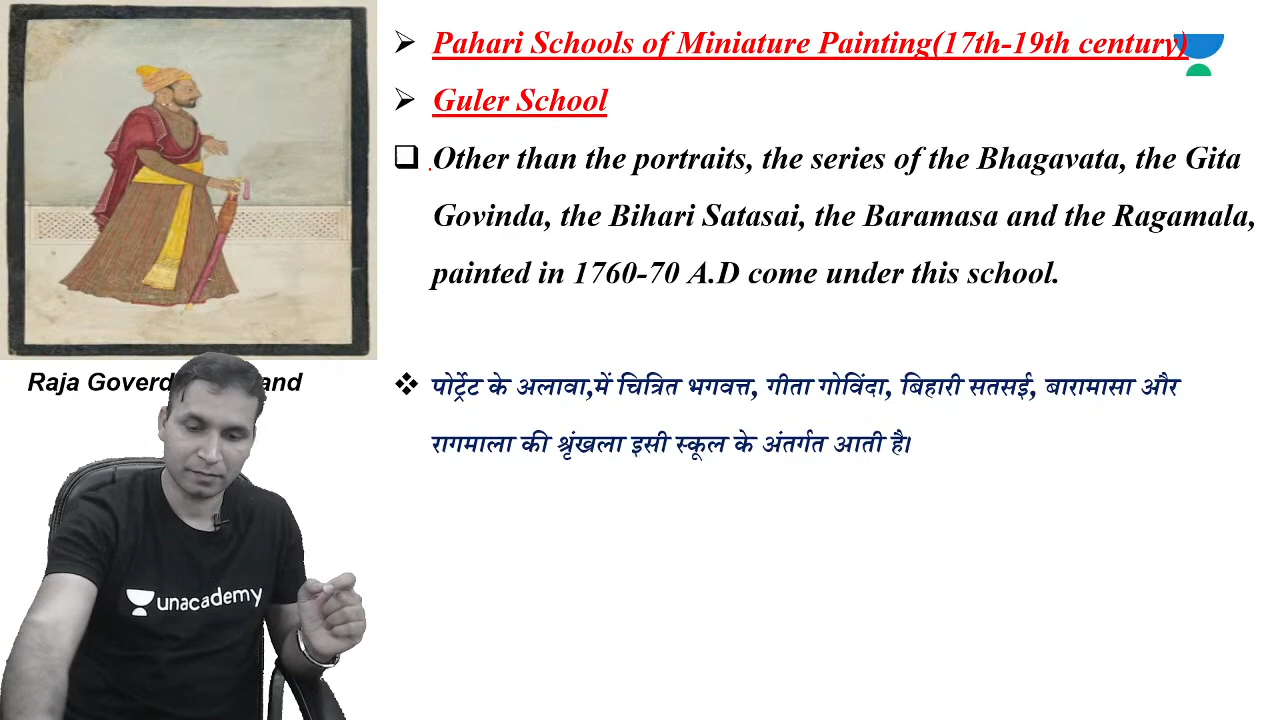 Pahari Schools of Miniature Painting(17th-19th century)
Guler School
Other than the portraits, the series of the Bhagavata, the Gita
Govinda, the Bihari Satasai, the Baramasa and the Ragamala,
painted in 1760-70 A.D come under this school.
Raja
पोर्ट्रेट के अलावा,में चित्रित भगवत्त, गीता गोविंदा, बिहारी सतसई, बारामासा और
रागमाला की श्रृंखला इसी स्कूल के अंतर्गत आती है।
unacademy